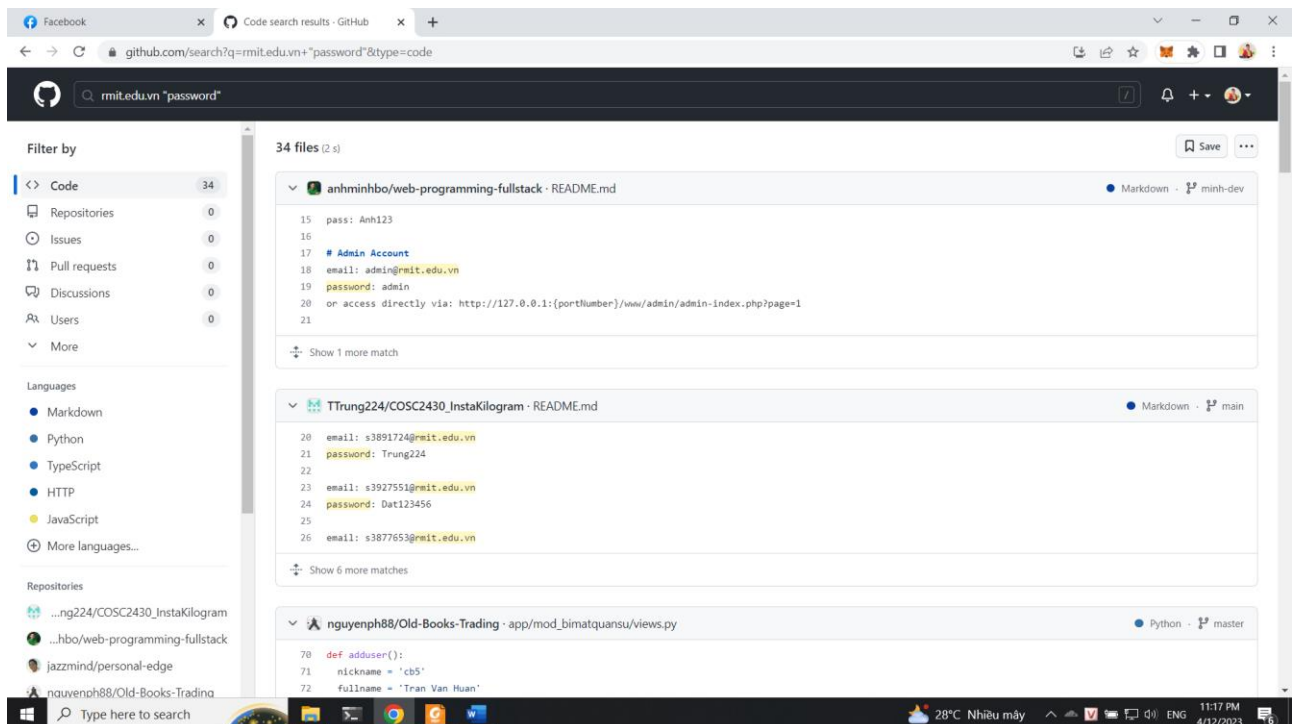 Facebook
Code search results · GitHub
github.com/search?q=rmit.edu.vn+"password"&type=code
rmit.edu.vn "password"
Filter by
Code 34
Repositories 0
Issues 0
Pull requests 0
Discussions 0
Users 0
More
Languages
Markdown
Python
TypeScript
HTTP
JavaScript
More languages...
Repositories
...ng224/COSC2430_InstaKilogram
...hbo/web-programming-fullstack
jazzmind/personal-edge
nguyenph88/Old-Books-Trading
34 files (2 s)
Save
anhminhbo/web-programming-fullstack · README.md
Markdown · minh-dev
15 pass: Anh123
16
17 # Admin Account
18 email: admin@rmit.edu.vn
19 password: admin
20 or access directly via: http://127.0.0.1:{portNumber}/www/admin/admin-index.php?page=1
21
Show 1 more match
TTrung224/COSC2430_InstaKilogram · README.md
Markdown · main
20 email: s3891724@rmit.edu.vn
21 password: Trung224
22
23 email: s3927551@rmit.edu.vn
24 password: Dat123456
25
26 email: s3877653@rmit.edu.vn
Show 6 more matches
nguyenph88/Old-Books-Trading · app/mod_bimatquansu/views.py
Python · master
70 def adduser():
71 nickname = 'cb5'
72 fullname = 'Tran Van Huan'
Type here to search
28°C Nhiều mây
ENG
11:17 PM
4/12/2023